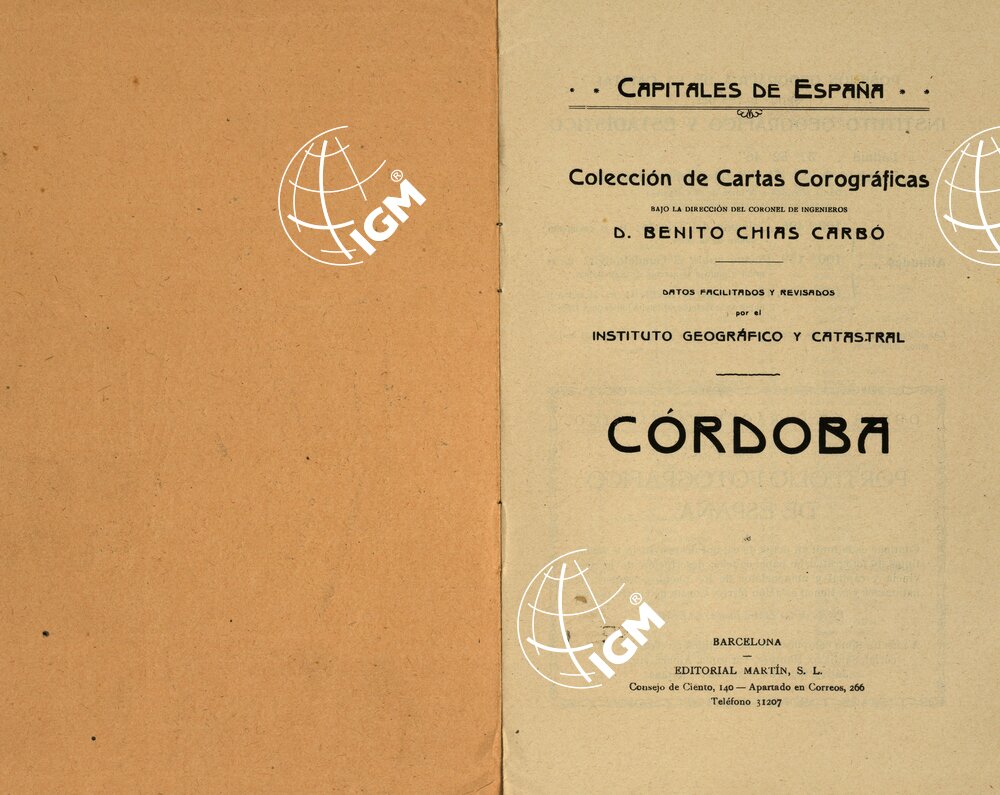 CAPITALES DE ESPAÑA
Colección de Cartas Corográficas
BAJO LA DIRECCIÓN DEL CORONEL DE INGENIEROS
D. BENITO CHIAS CARBÓ
DATOS FACILITADOS Y REVISADOS
por el
INSTITUTO GEOGRÁFICO Y CATASTRAL
CÓRDOBA
BARCELONA
EDITORIAL MARTÍN, S. L.
Consejo de Ciento, 140 — Apartado en Correos, 266
Teléfono 31207
IGM®
IGM®